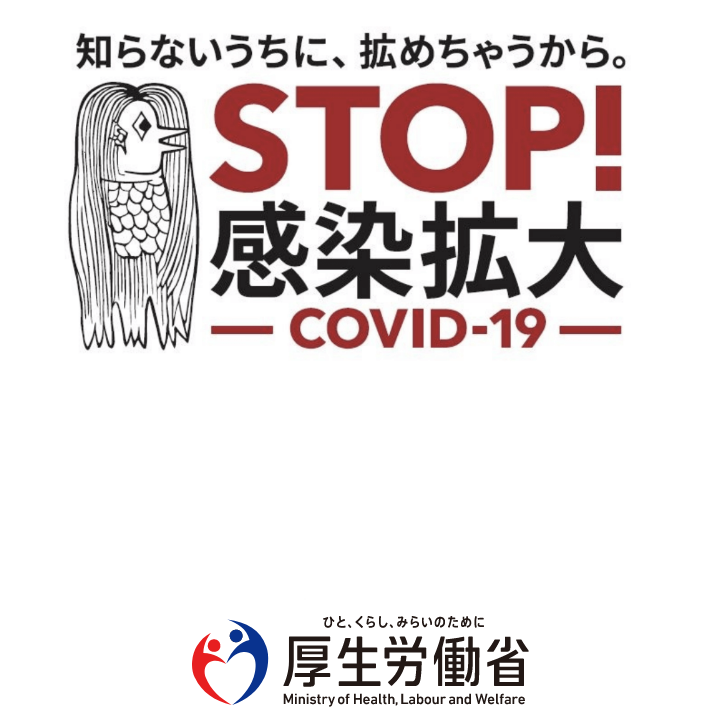 知らないうちに、拡めちゃうから。
STOP!
感染拡大
COVID-19
ひと、くらし、みらいのために
厚生労働省
Ministry of Health, Labour and Welfare